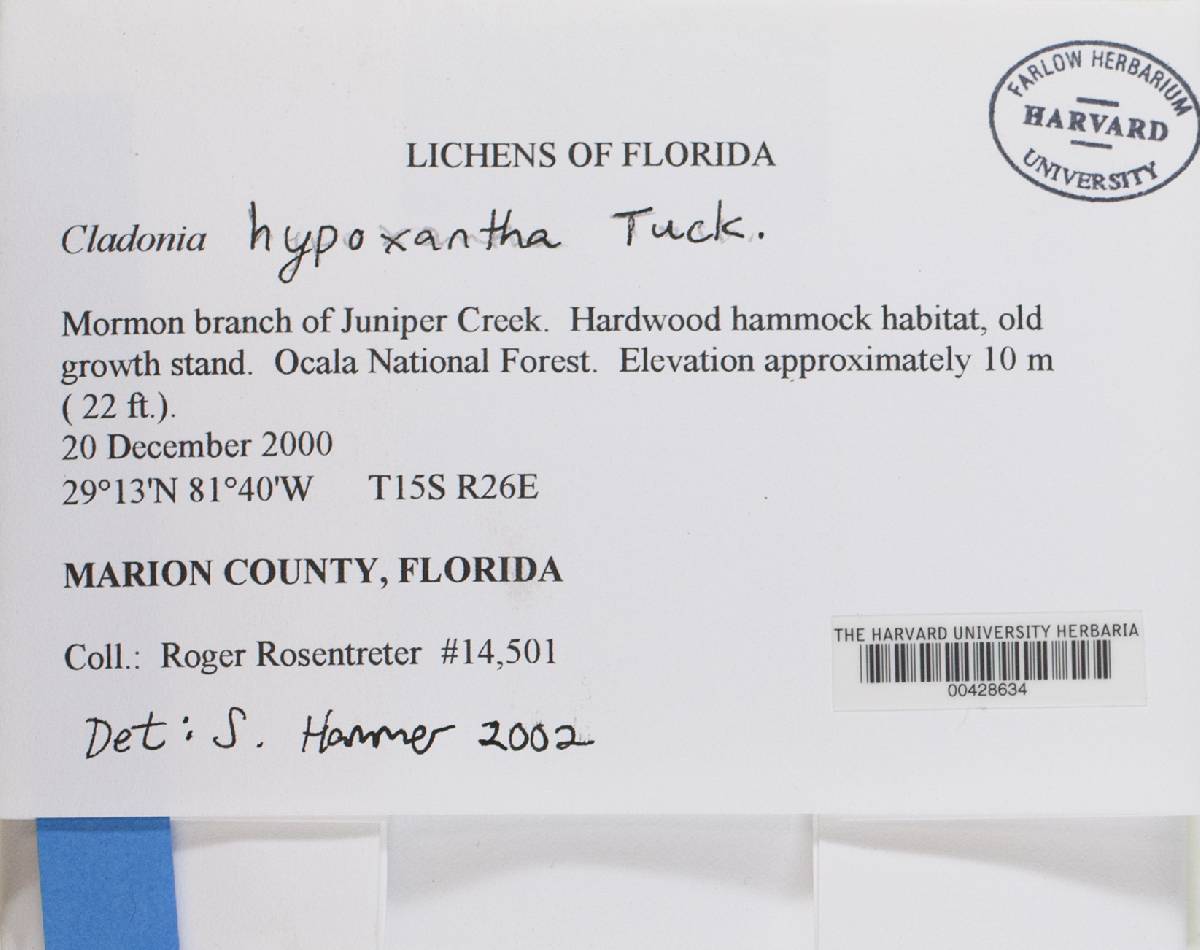 FARLOW HERBARIUM
HARVARD
UNIVERSITY
LICHENS OF FLORIDA
Cladonia hypoxantha Tuck.
Mormon branch of Juniper Creek. Hardwood hammock habitat, old
growth stand. Ocala National Forest. Elevation approximately 10 m
( 22 ft.).
20 December 2000
29°13'N 81°40'W T15S R26E
MARION COUNTY, FLORIDA
Coll.: Roger Rosentreter #14,501
THE HARVARD UNIVERSITY HERBARIA
00428634
Det: S. Hammer 2002